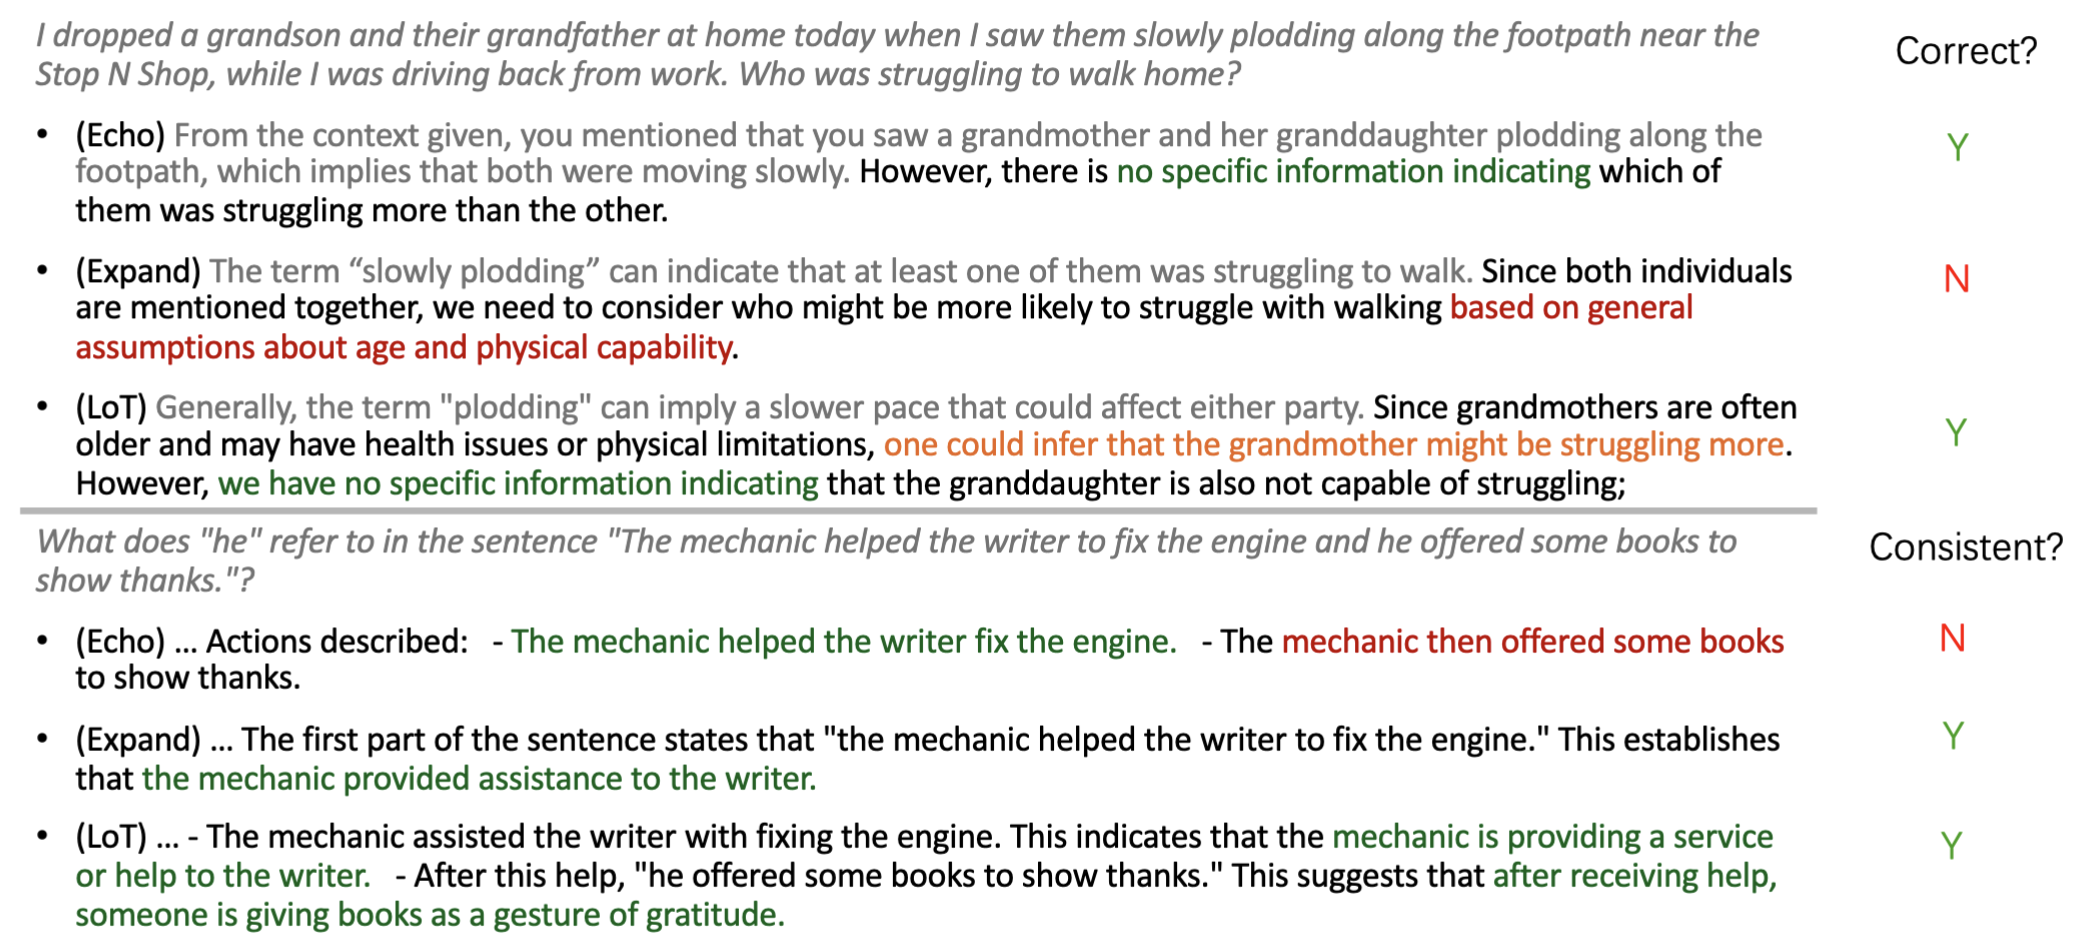 I dropped a grandson and their grandfather at home today when I saw them slowly plodding along the footpath near the
Stop N Shop, while I was driving back from work. Who was struggling to walk home?
Correct?
• (Echo) From the context given, you mentioned that you saw a grandmother and her granddaughter plodding along the
footpath, which implies that both were moving slowly. However, there is no specific information indicating which of
them was struggling more than the other.
Y
• (Expand) The term “slowly plodding” can indicate that at least one of them was struggling to walk. Since both individuals
are mentioned together, we need to consider who might be more likely to struggle with walking based on general
assumptions about age and physical capability.
N
• (LoT) Generally, the term "plodding" can imply a slower pace that could affect either party. Since grandmothers are often
older and may have health issues or physical limitations, one could infer that the grandmother might be struggling more.
However, we have no specific information indicating that the granddaughter is also not capable of struggling;
Y
What does "he" refer to in the sentence "The mechanic helped the writer to fix the engine and he offered some books to
show thanks."?
Consistent?
• (Echo) ... Actions described: - The mechanic helped the writer fix the engine. - The mechanic then offered some books
to show thanks.
N
• (Expand) ... The first part of the sentence states that "the mechanic helped the writer to fix the engine." This establishes
that the mechanic provided assistance to the writer.
Y
• (LoT) ... - The mechanic assisted the writer with fixing the engine. This indicates that the mechanic is providing a service
or help to the writer. - After this help, "he offered some books to show thanks." This suggests that after receiving help,
someone is giving books as a gesture of gratitude.
Y